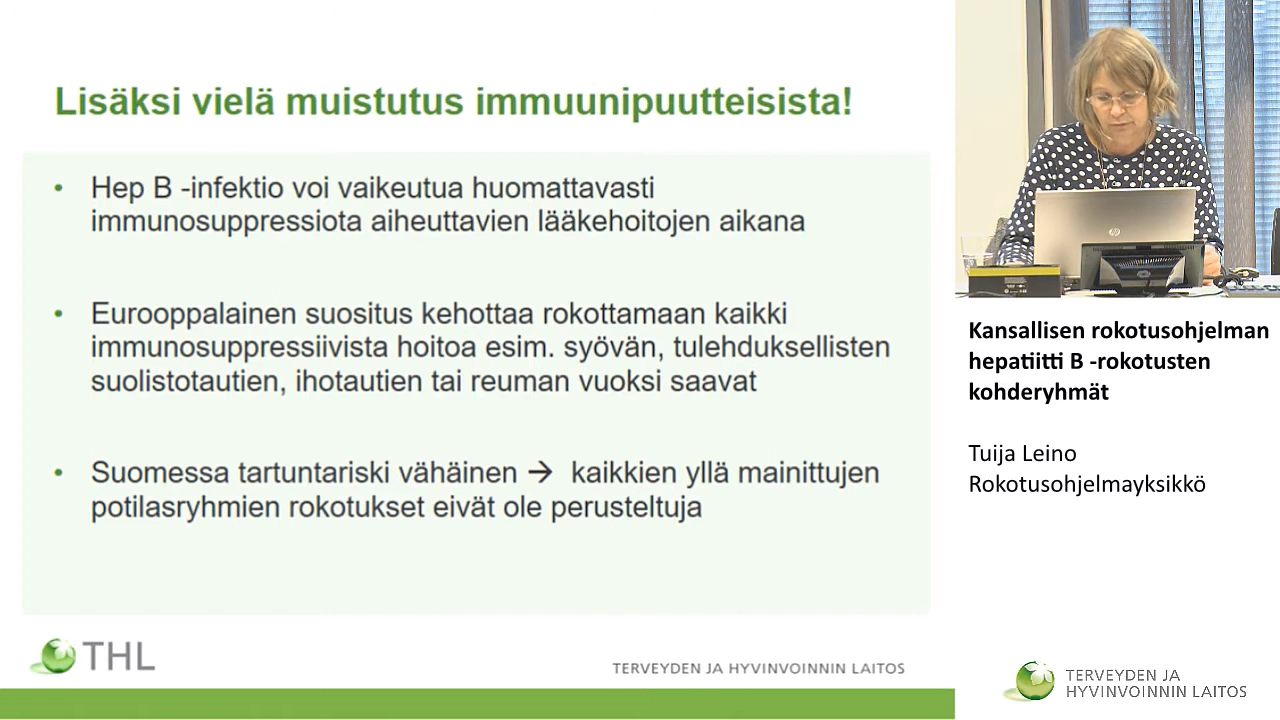 Lisäksi vielä muistutus immuunipuutteisista!
• Hep B -infektio voi vaikeutua huomattavasti
immunosuppressiota aiheuttavien lääkehoitojen aikana
• Eurooppalainen suositus kehottaa rokottamaan kaikki
immunosuppressiivista hoitoa esim. syövän, tulehduksellisten
suolistotautien, ihotautien tai reuman vuoksi saavat
• Suomessa tartuntariski vähäinen → kaikkien yllä mainittujen
potilasryhmien rokotukset eivät ole perusteltuja
THL
TERVEYDEN JA HYVINVOINNIN LAITOS
hp
Kansallisen rokotusohjelman
hepatiitti B -rokotusten
kohderyhmät
Tuija Leino
Rokotusohjelmayksikkö
TERVEYDEN JA
HYVINVOINNIN LAITOS